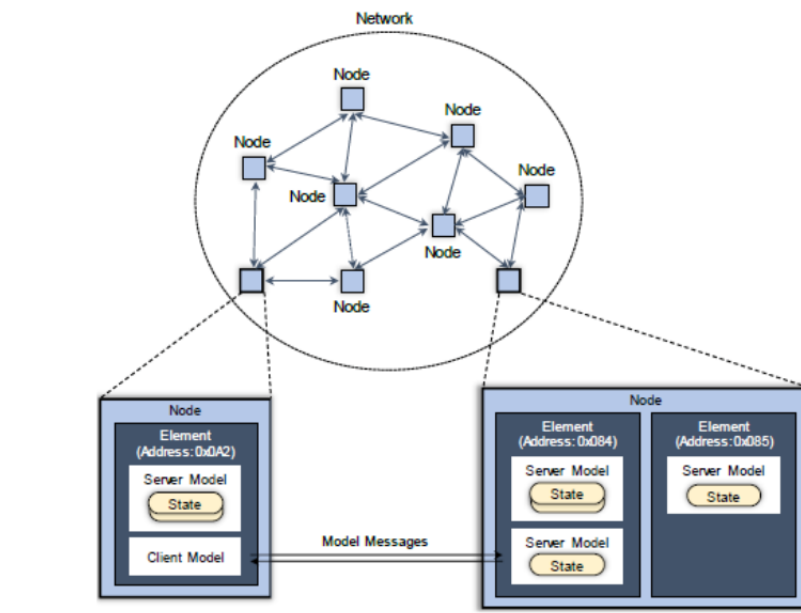 Network
Node
Node
Node
Node
Node
Node
Node
Node
Element
(Address: 0x0A2)
Server Model
State
Client Model
Model Messages
Node
Element
(Address: 0x084)
Server Model
State
Server Model
State
Element
(Address: 0x085)
Server Model
State